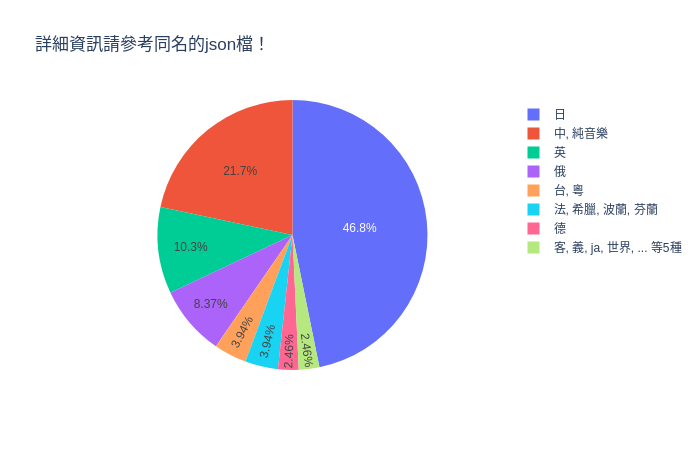 詳細資訊請參考同名的json檔！
46.8%
21.7%
10.3%
8.37%
3.94%
3.94%
2.46%
2.46%
日
中, 純音樂
英
俄
台, 粵
法, 希臘, 波蘭, 芬蘭
德
客, 義, ja, 世界, ... 等5種